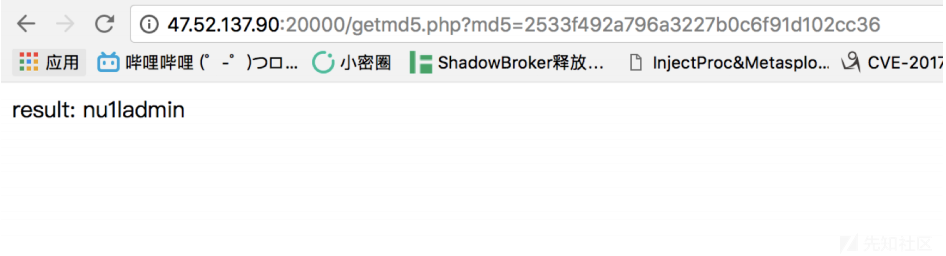 47.52.137.90:20000/getmd5.php?md5=2533f492a796a3227b0c6f91d102cc36
应用 哔哩哔哩 (゜-゜)つロ... 小密圈 ShadowBroker释放... InjectProc&Metasplo... CVE-2017
result: nu1ladmin
先知社区